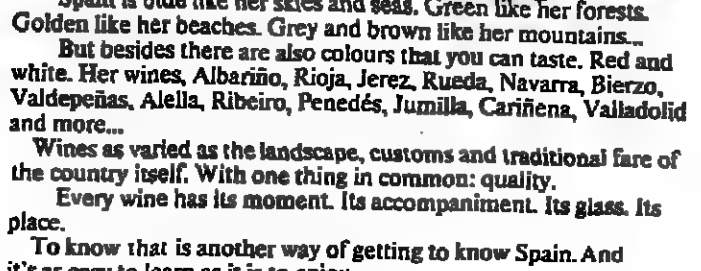 Spain is blue like her skies and seas. Green like her forests.
Golden like her beaches. Grey and brown like her mountains...
But besides there are also colours that you can taste. Red and
white. Her wines, Albariño, Rioja, Jerez, Rueda, Navarra, Bierzo,
Valdepeñas, Alella, Ribeiro, Penedés, Jumilla, Cariñena, Valladolid
and more...
Wines as varied as the landscape, customs and traditional fare of
the country itself. With one thing in common: quality.
Every wine has its moment. Its accompaniment. Its glass. Its
place.
To know that is another way of getting to know Spain. And
it's as easy to learn as it is to enjoy.